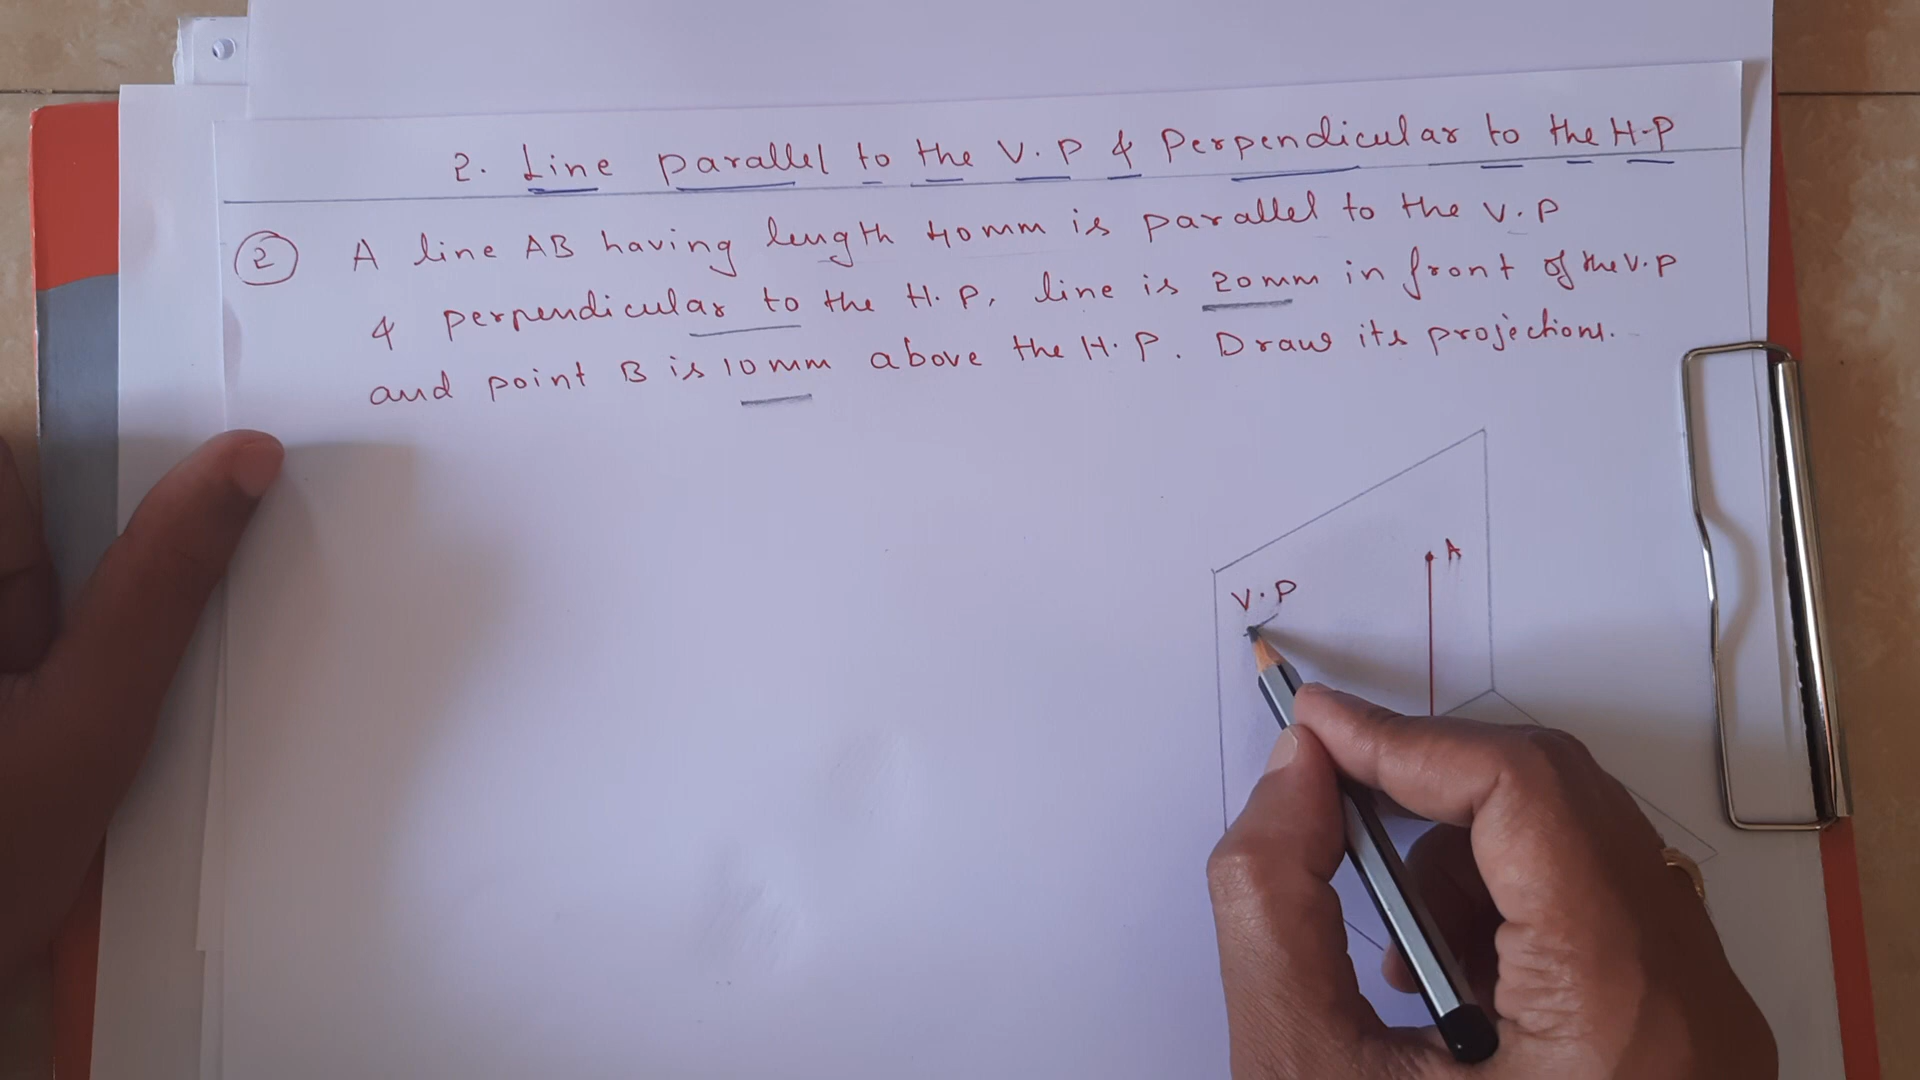 2. Line parallel to the V.P & Perpendicular to the H.P
2 A line AB having length 40mm is parallel to the V.P
& perpendicular to the H.P, line is 20mm in front of the V.P
and point B is 10mm above the H.P. Draw its projections.
A
V.P